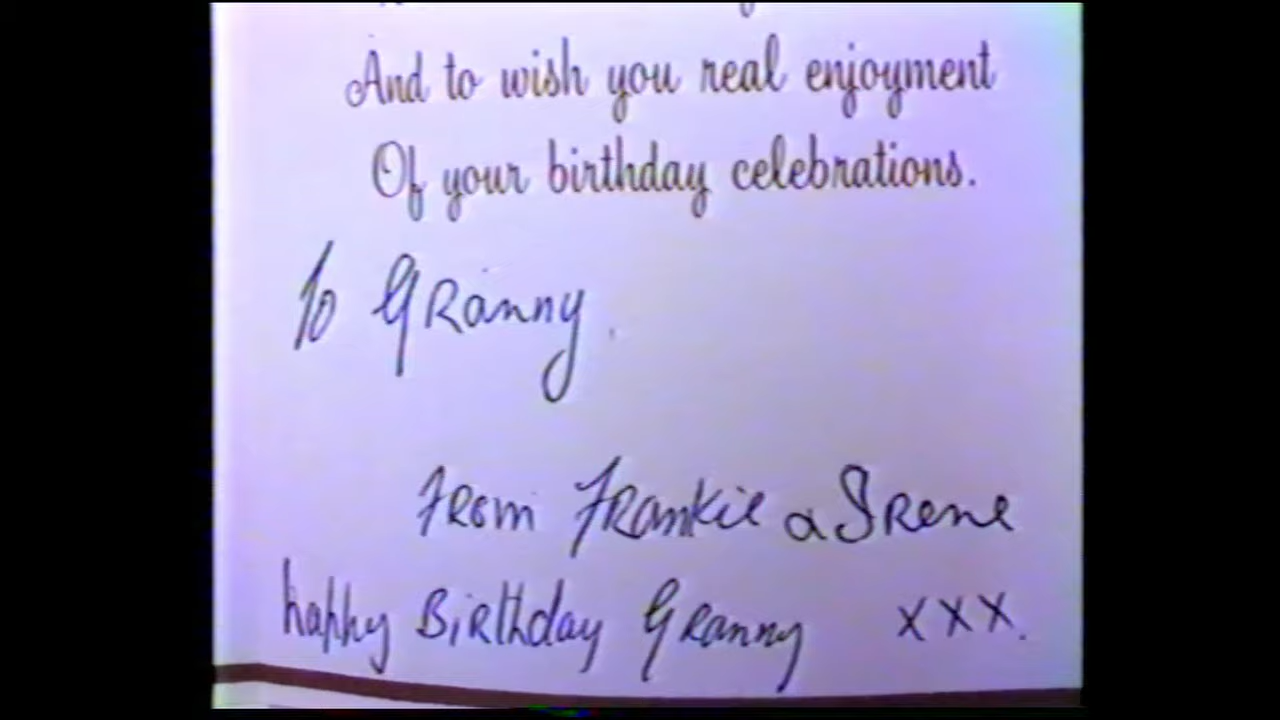 And to wish you real enjoyment
Of your birthday celebrations.
To Granny.
From Frankie & Irene
happy Birthday Granny xxx.